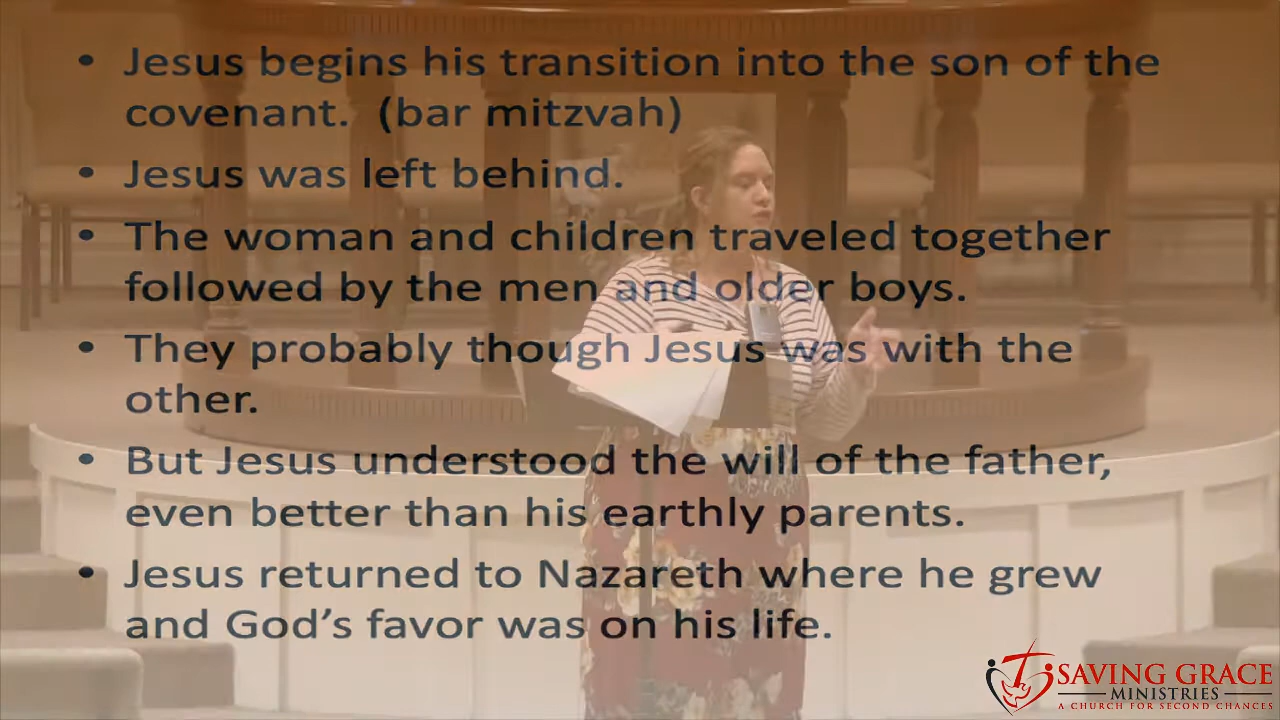 • Jesus begins his transition into the son of the
covenant. (bar mitzvah)
• Jesus was left behind.
• The woman and children traveled together
followed by the men and older boys.
• They probably though Jesus was with the
other.
• But Jesus understood the will of the father,
even better than his earthly parents.
• Jesus returned to Nazareth where he grew
and God’s favor was on his life.
SAVING GRACE
MINISTRIES
A CHURCH FOR SECOND CHANCES